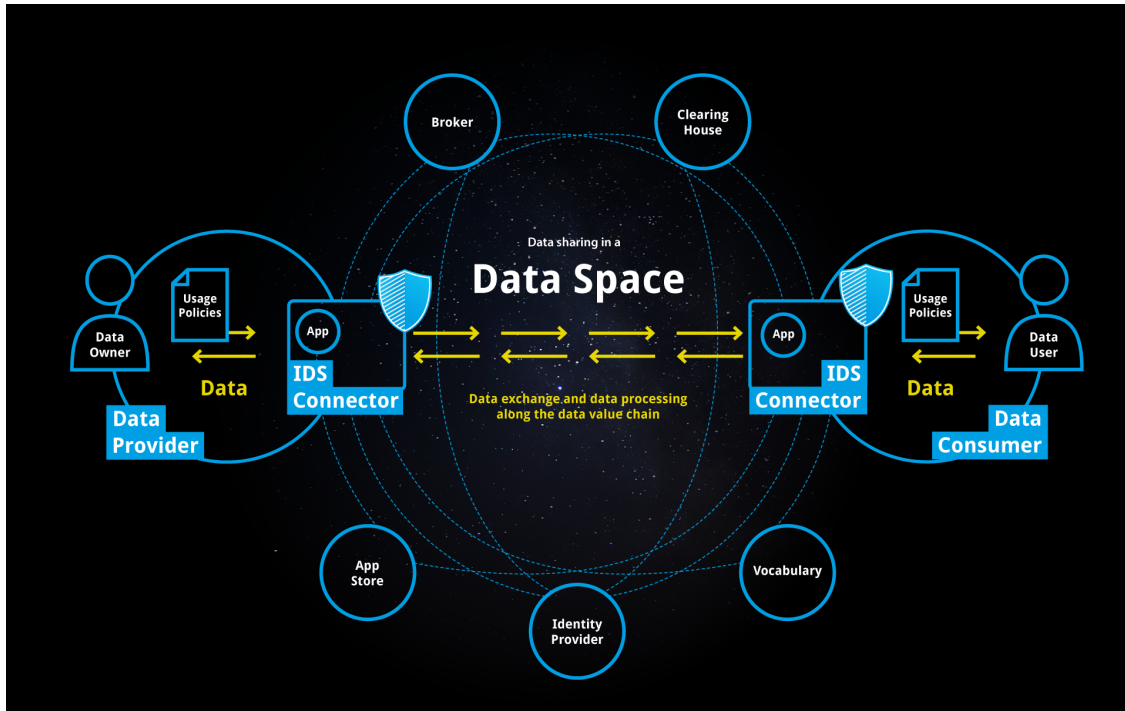 Broker
Clearing
House
Data sharing in a
Data Space
Usage
Policies
Data
Owner
Data
Data
Provider
App
IDS
Connector
Data exchange and data processing
along the data value chain
App
IDS
Connector
Usage
Policies
Data
User
Data
Data
Consumer
App
Store
Identity
Provider
Vocabulary